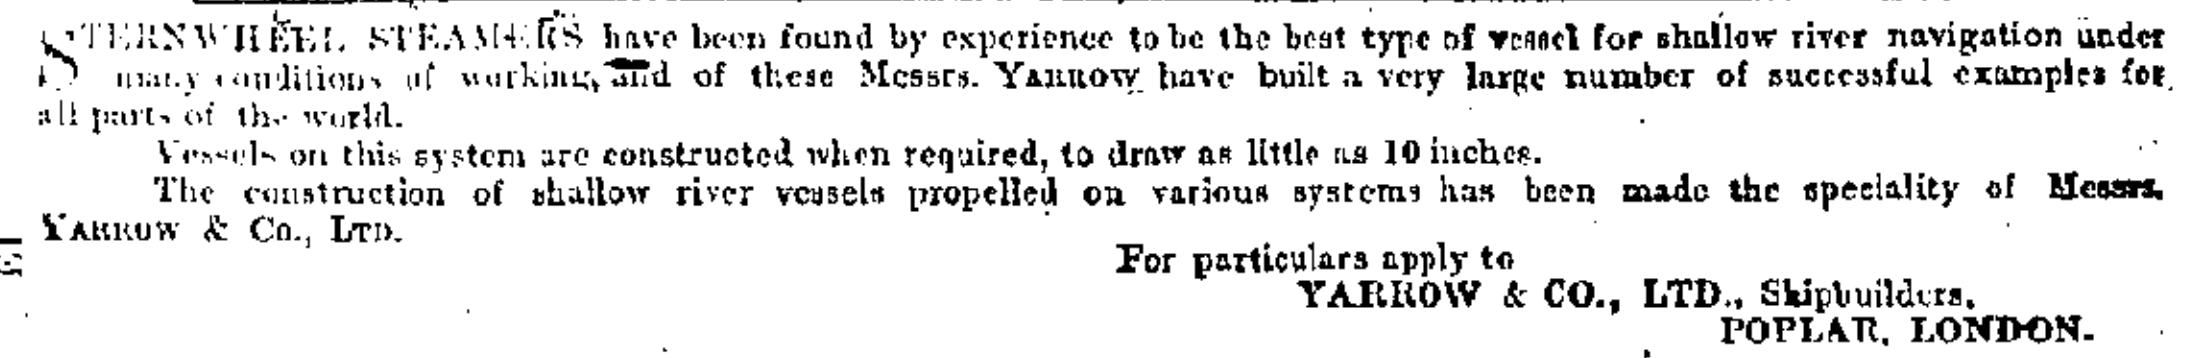 STERNWHEEL STEAMERS have been found by experience to be the best type of vessel for shallow river navigation under
many conditions of working, and of these Messrs. YARROW have built a very large number of successful examples for
all parts of the world.
Vessels on this system are constructed when required, to draw as little as 10 inches.
The construction of shallow river vessels propelled on various systems has been made the speciality of Messrs.
YARROW & CO., LTD.
For particulars apply to
YARROW & CO., LTD., Shipbuilders,
POPLAR, LONDON.